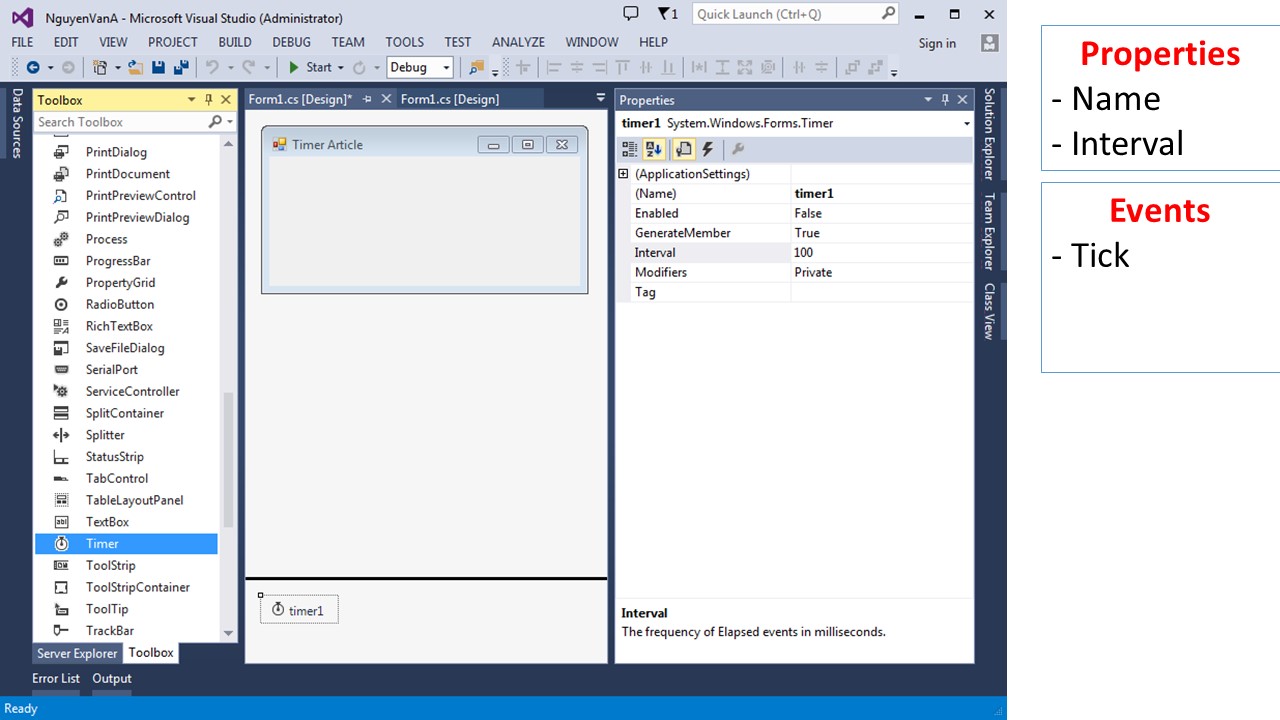 NguyenVanA - Microsoft Visual Studio (Administrator)
1
Quick Launch (Ctrl+Q)
FILE EDIT VIEW PROJECT BUILD DEBUG TEAM TOOLS TEST ANALYZE WINDOW HELP
Sign in
Start Debug
Data Sources
Toolbox
Search Toolbox
PrintDialog
PrintDocument
PrintPreviewControl
PrintPreviewDialog
Process
ProgressBar
PropertyGrid
RadioButton
RichTextBox
SaveFileDialog
SerialPort
ServiceController
SplitContainer
Splitter
StatusStrip
TabControl
TableLayoutPanel
TextBox
Timer
ToolStrip
ToolStripContainer
ToolTip
TrackBar
Server Explorer Toolbox
Error List Output
Ready
Form1.cs [Design]* Form1.cs [Design]
Timer Article
timer1
Properties
timer1 System.Windows.Forms.Timer
(ApplicationSettings)
(Name) timer1
Enabled False
GenerateMember True
Interval 100
Modifiers Private
Tag
Interval
The frequency of Elapsed events in milliseconds.
Solution Explorer
Team Explorer
Class View
Properties
- Name
- Interval
Events
- Tick